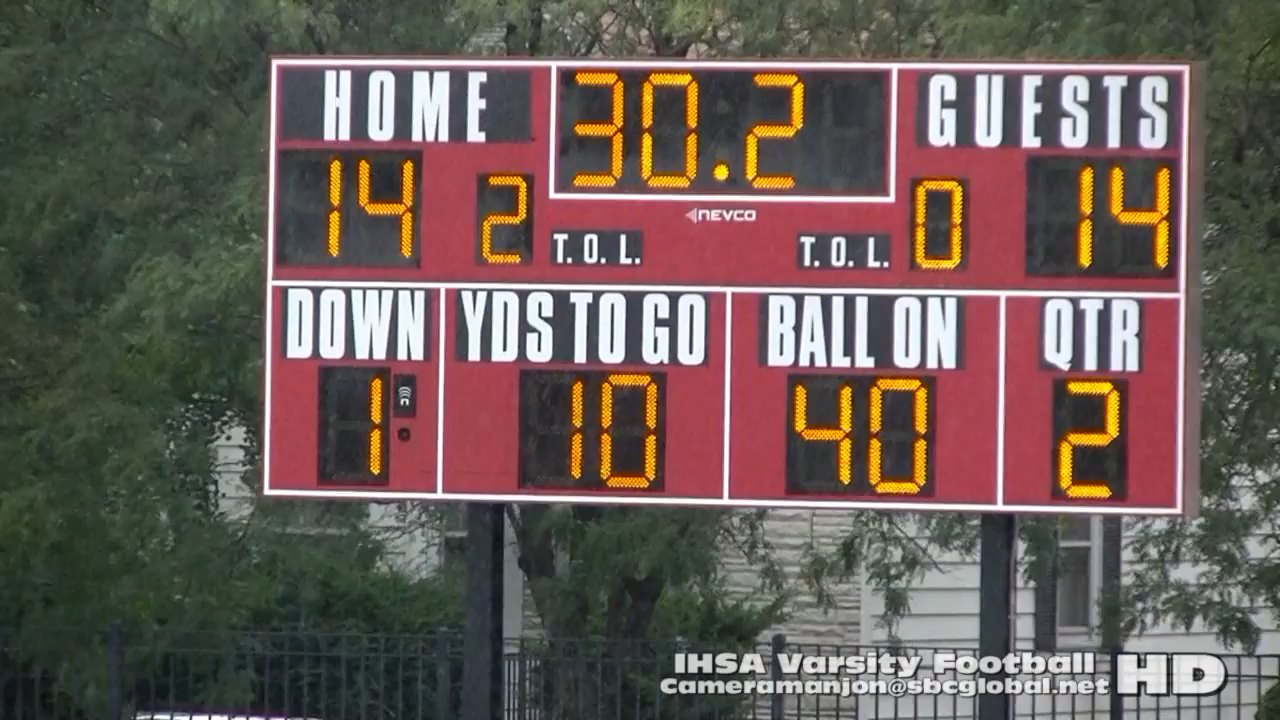 HOME 30.2 GUESTS
14 2 T.O.L. NEVCO T.O.L. 0 14
DOWN YDS TO GO BALL ON QTR
1 10 40 2
IHSA Varsity Football HD
Cameramanjon@sbcglobal.net